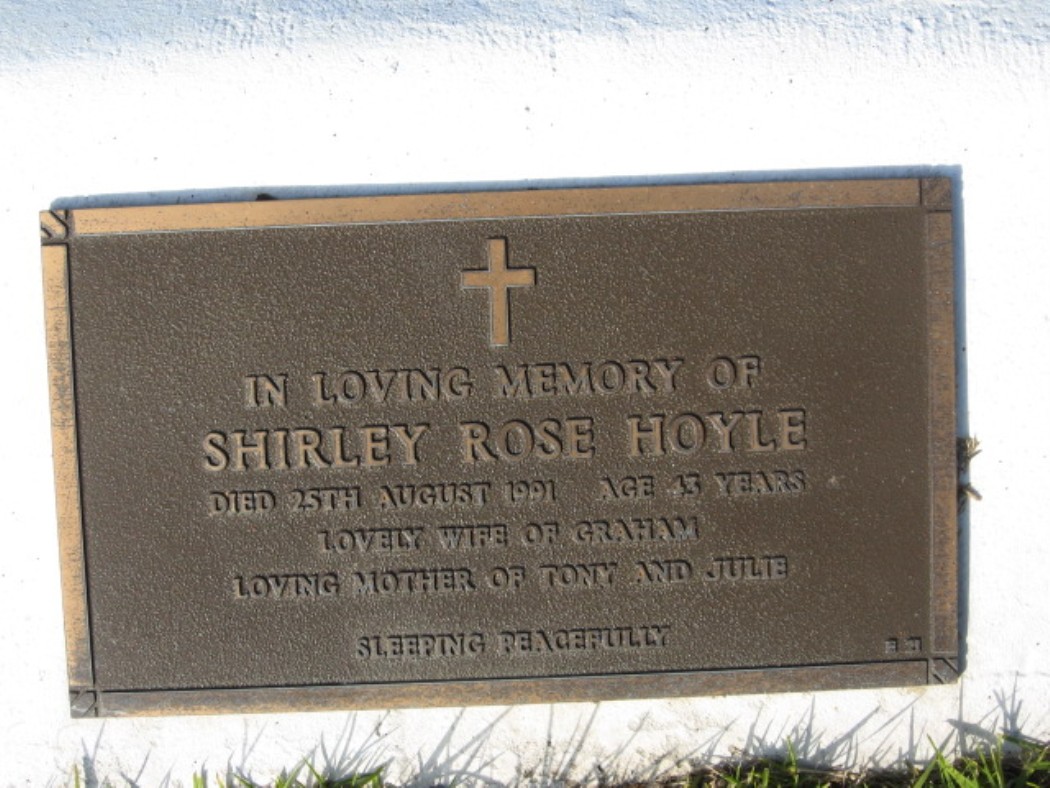 IN LOVING MEMORY OF
SHIRLEY ROSE HOYLE
DIED 25TH AUGUST 1991 AGE 43 YEARS
LOVELY WIFE OF GRAHAM
LOVING MOTHER OF TONY AND JULIE
SLEEPING PEACEFULLY